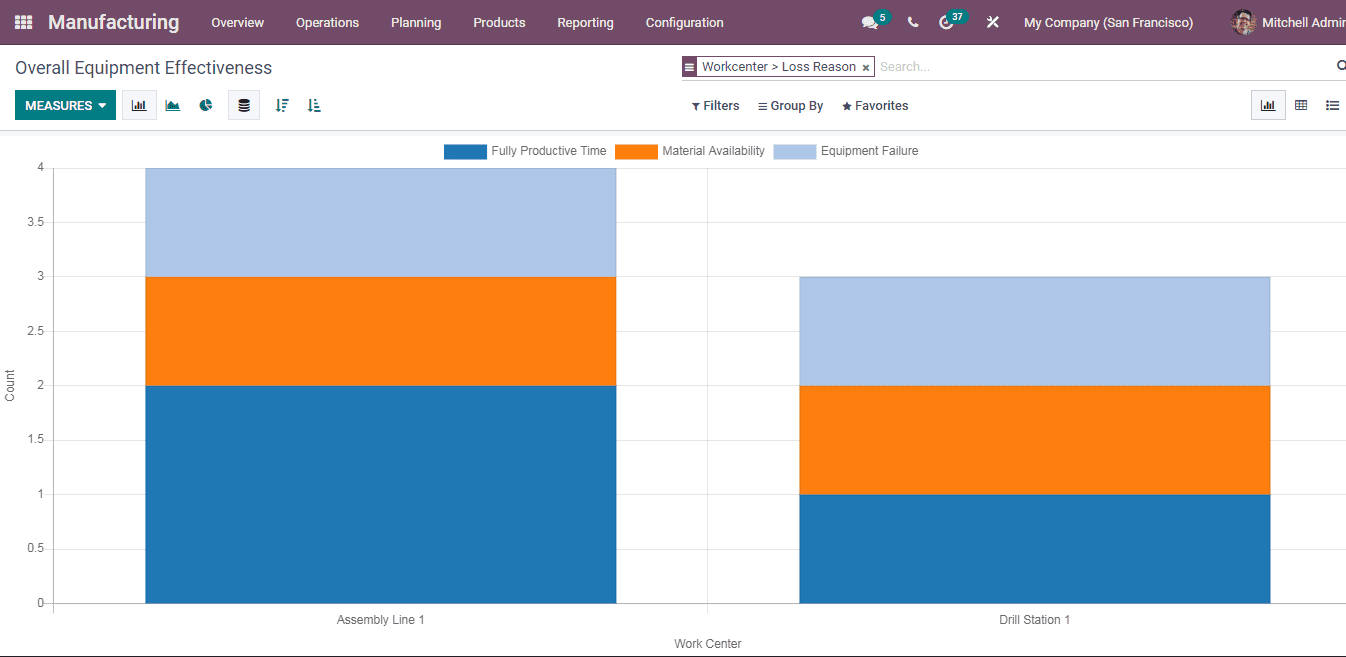 Manufacturing Overview Operations Planning Products Reporting Configuration 5 37 My Company (San Francisco) Mitchell Admin
Overall Equipment Effectiveness Workcenter > Loss Reason × Search...
MEASURES Filters Group By Favorites
Fully Productive Time Material Availability Equipment Failure
4
3.5
3
2.5
2
Count
1.5
1
0.5
0
Assembly Line 1 Drill Station 1
Work Center